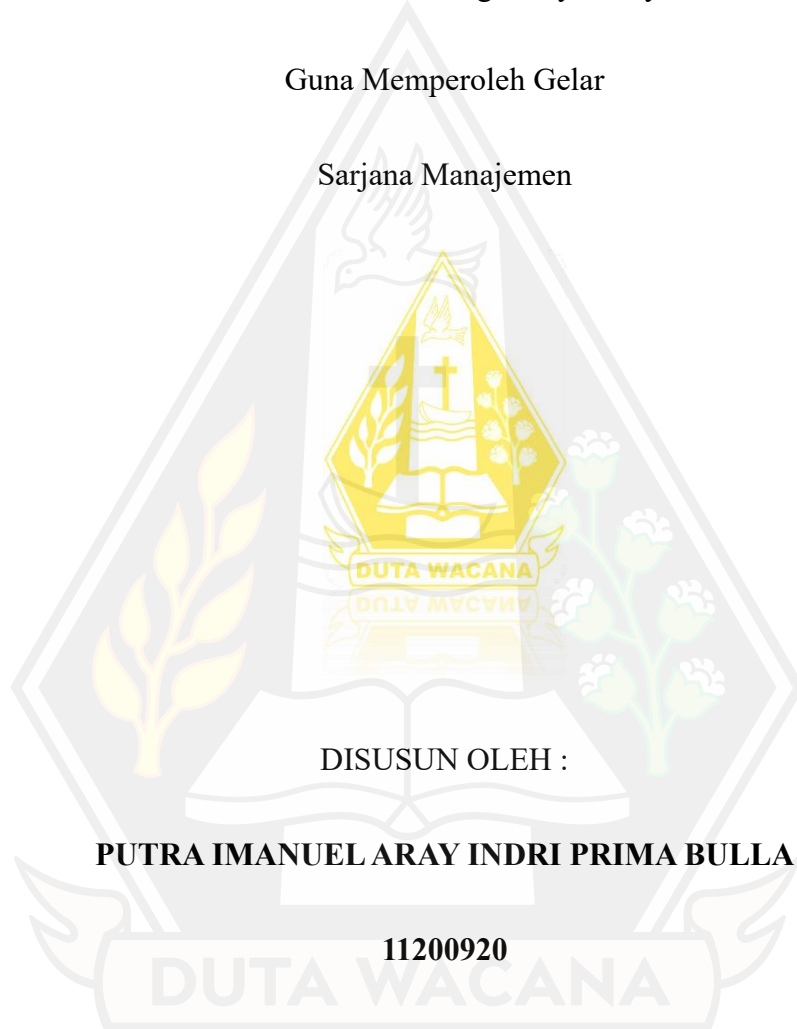 Guna Memperoleh Gelar
Sarjana Manajemen
DUTA WACANA
DISUSUN OLEH :
PUTRA IMANUEL ARAY INDRI PRIMA BULLA
11200920
DUTA WACANA